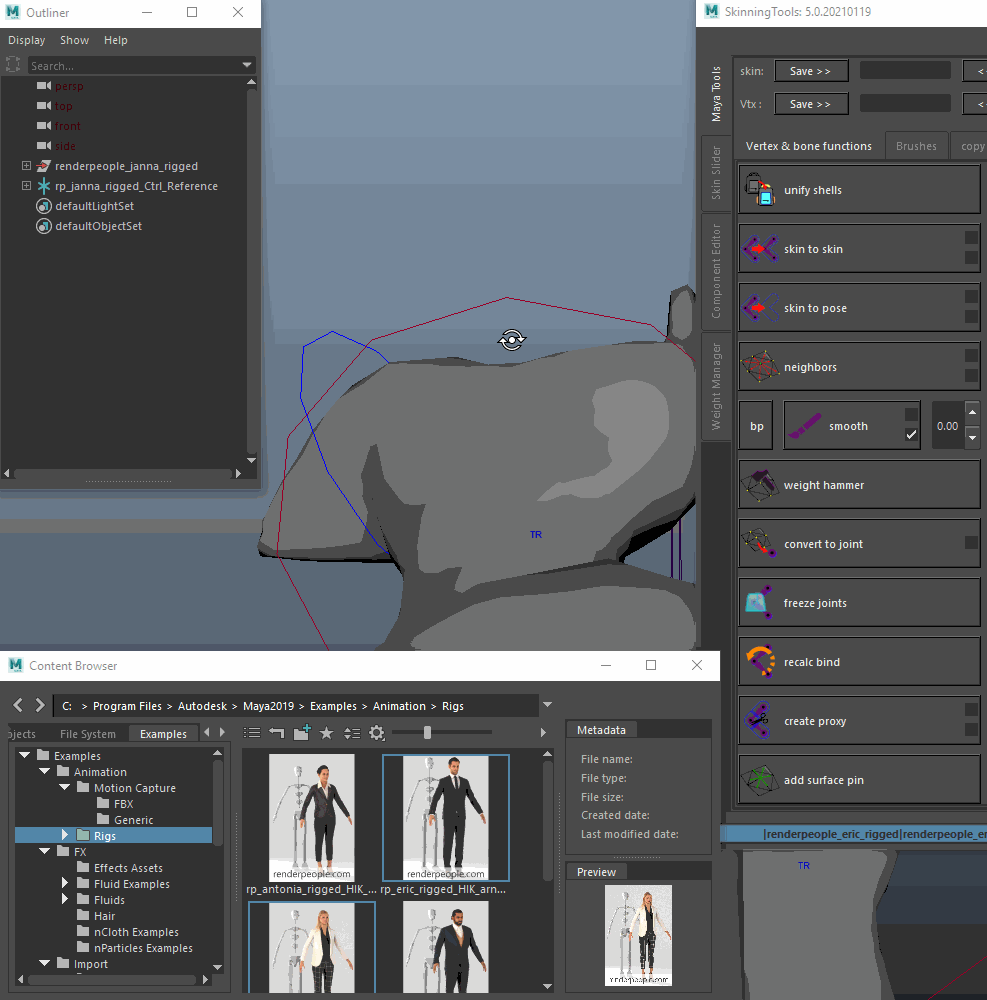 Outliner
Display Show Help
Search...
persp
top
front
side
renderpeople_janna_rigged
rp_janna_rigged_Ctrl_Reference
defaultLightSet
defaultObjectSet
TR
SkinningTools: 5.0.20210119
Maya Tools
Skin Slider
Component Editor
Weight Manager
skin: Save >> <
Vtx : Save >> <
Vertex & bone functions Brushes copy
unify shells
skin to skin
skin to pose
neighbors
bp smooth 0.00
weight hammer
convert to joint
freeze joints
recalc bind
create proxy
add surface pin
|renderpeople_eric_rigged|renderpeople_er
TR
Content Browser
C: > Program Files > Autodesk > Maya2019 > Examples > Animation > Rigs
bjects File System Examples
Examples
Animation
Motion Capture
FBX
Generic
Rigs
FX
Effects Assets
Fluid Examples
Fluids
Hair
nCloth Examples
nParticles Examples
Import
renderpeople.com
renderpeople.com
rp_antonia_rigged_HIK_... rp_eric_rigged_HIK_arn...
Metadata
File name:
File type:
File size:
Created date:
Last modified date:
Preview
renderpeople.com